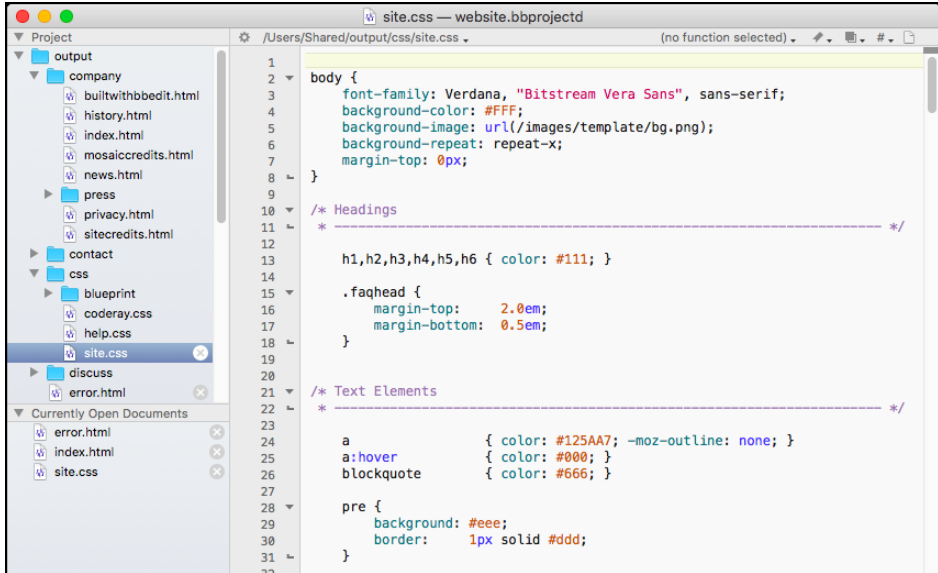 site.css — website.bbprojectd
Project
/Users/Shared/output/css/site.css
(no function selected)
#
output
company
builtwithbbedit.html
history.html
index.html
mosaiccredits.html
news.html
press
privacy.html
sitecredits.html
contact
css
blueprint
coderay.css
help.css
site.css
discuss
error.html
Currently Open Documents
error.html
index.html
site.css
1
2 body {
3 font-family: Verdana, "Bitstream Vera Sans", sans-serif;
4 background-color: #FFF;
5 background-image: url(/images/template/bg.png);
6 background-repeat: repeat-x;
7 margin-top: 0px;
8 }
9
10 /* Headings
11 * ––––––––––––––––––––––––––––––––––––––––––––––––––––––––––––––––––––– */
12
13 h1,h2,h3,h4,h5,h6 { color: #111; }
14
15 .faqhead {
16 margin-top: 2.0em;
17 margin-bottom: 0.5em;
18 }
19
20
21 /* Text Elements
22 * ––––––––––––––––––––––––––––––––––––––––––––––––––––––––––––––––––––– */
23
24 a { color: #125AA7; -moz-outline: none; }
25 a:hover { color: #000; }
26 blockquote { color: #666; }
27
28 pre {
29 background: #eee;
30 border: 1px solid #ddd;
31 }